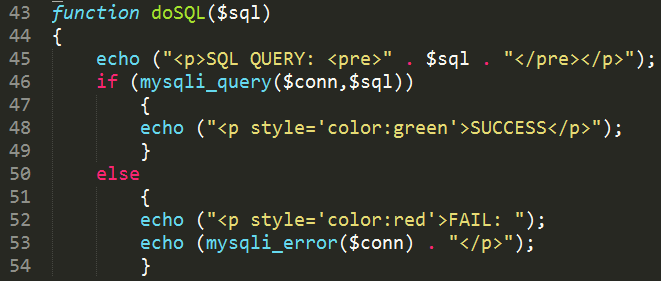 43 function doSQL($sql)
44 {
45 echo ("<p>SQL QUERY: <pre>" . $sql . "</pre></p>");
46 if (mysqli_query($conn,$sql))
47 {
48 echo ("<p style='color:green'>SUCCESS</p>");
49 }
50 else
51 {
52 echo ("<p style='color:red'>FAIL: ");
53 echo (mysqli_error($conn) . "</p>");
54 }